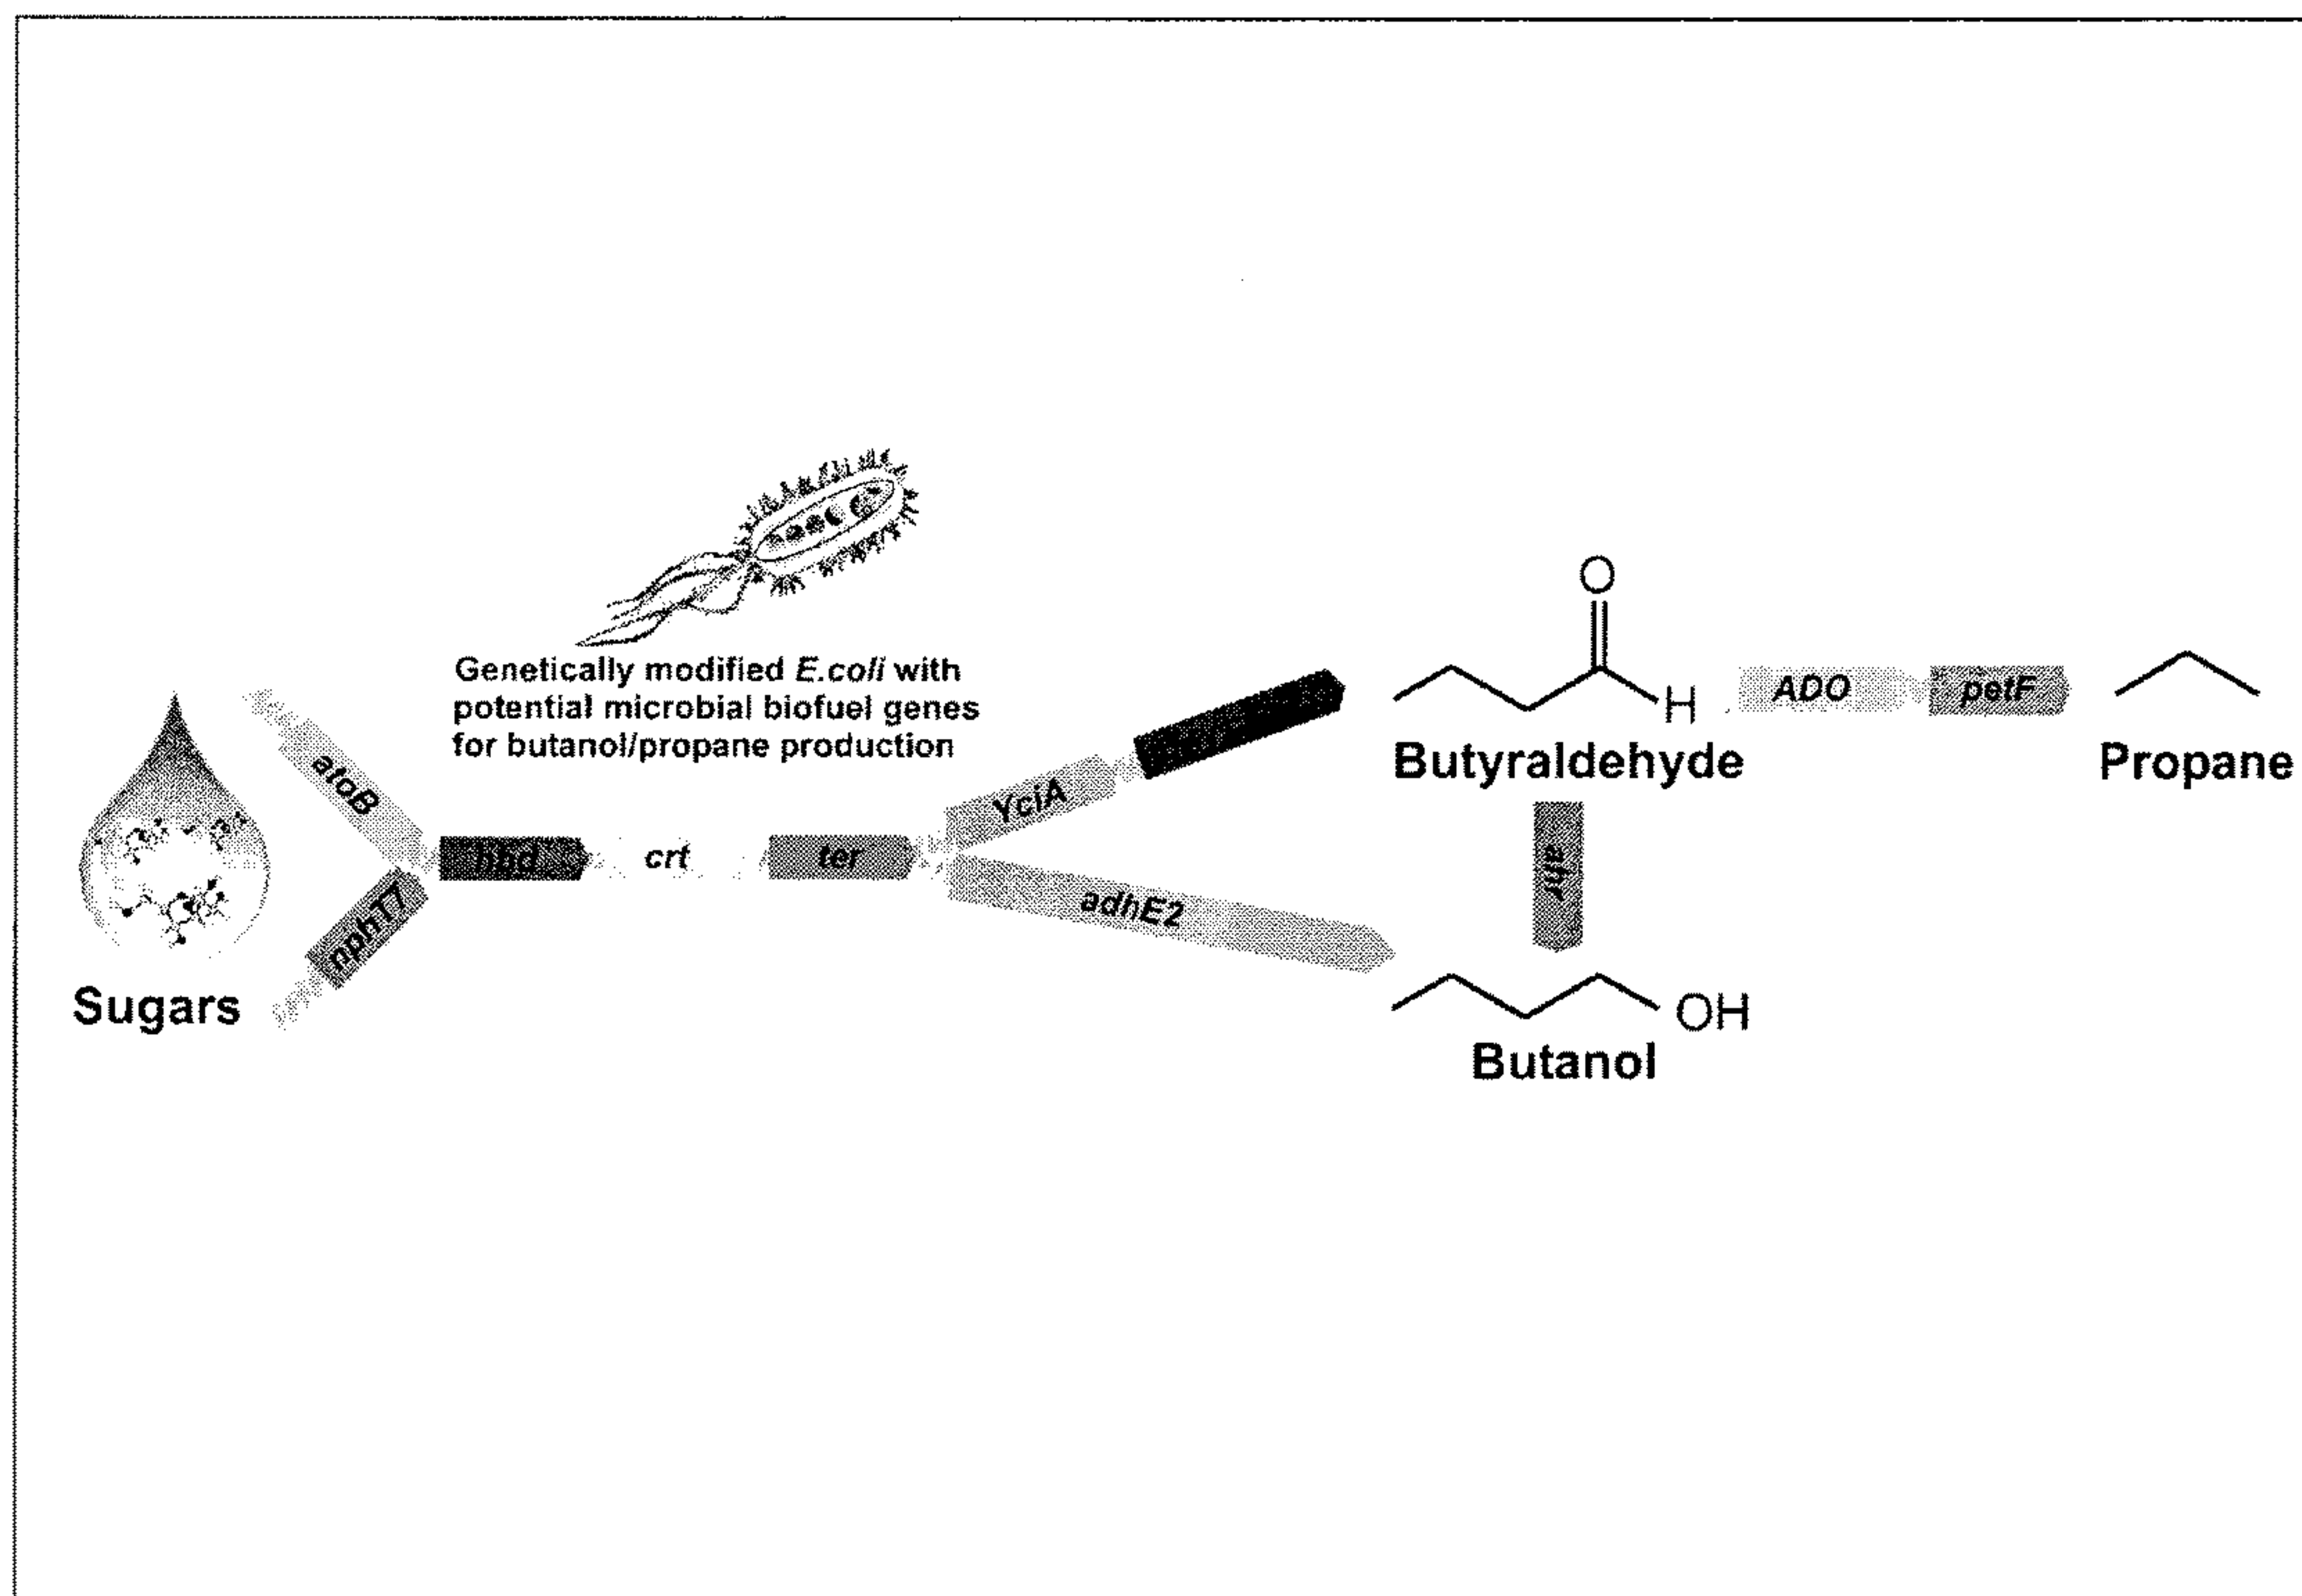 Genetically modified E.coli with
potential microbial biofuel genes
for butanol/propane production
Sugars
atoB
nphT7
hbd
crt
ter
YciA
adhE2
O
H
Butyraldehyde
ADO
petF
Propane
ahr
OH
Butanol